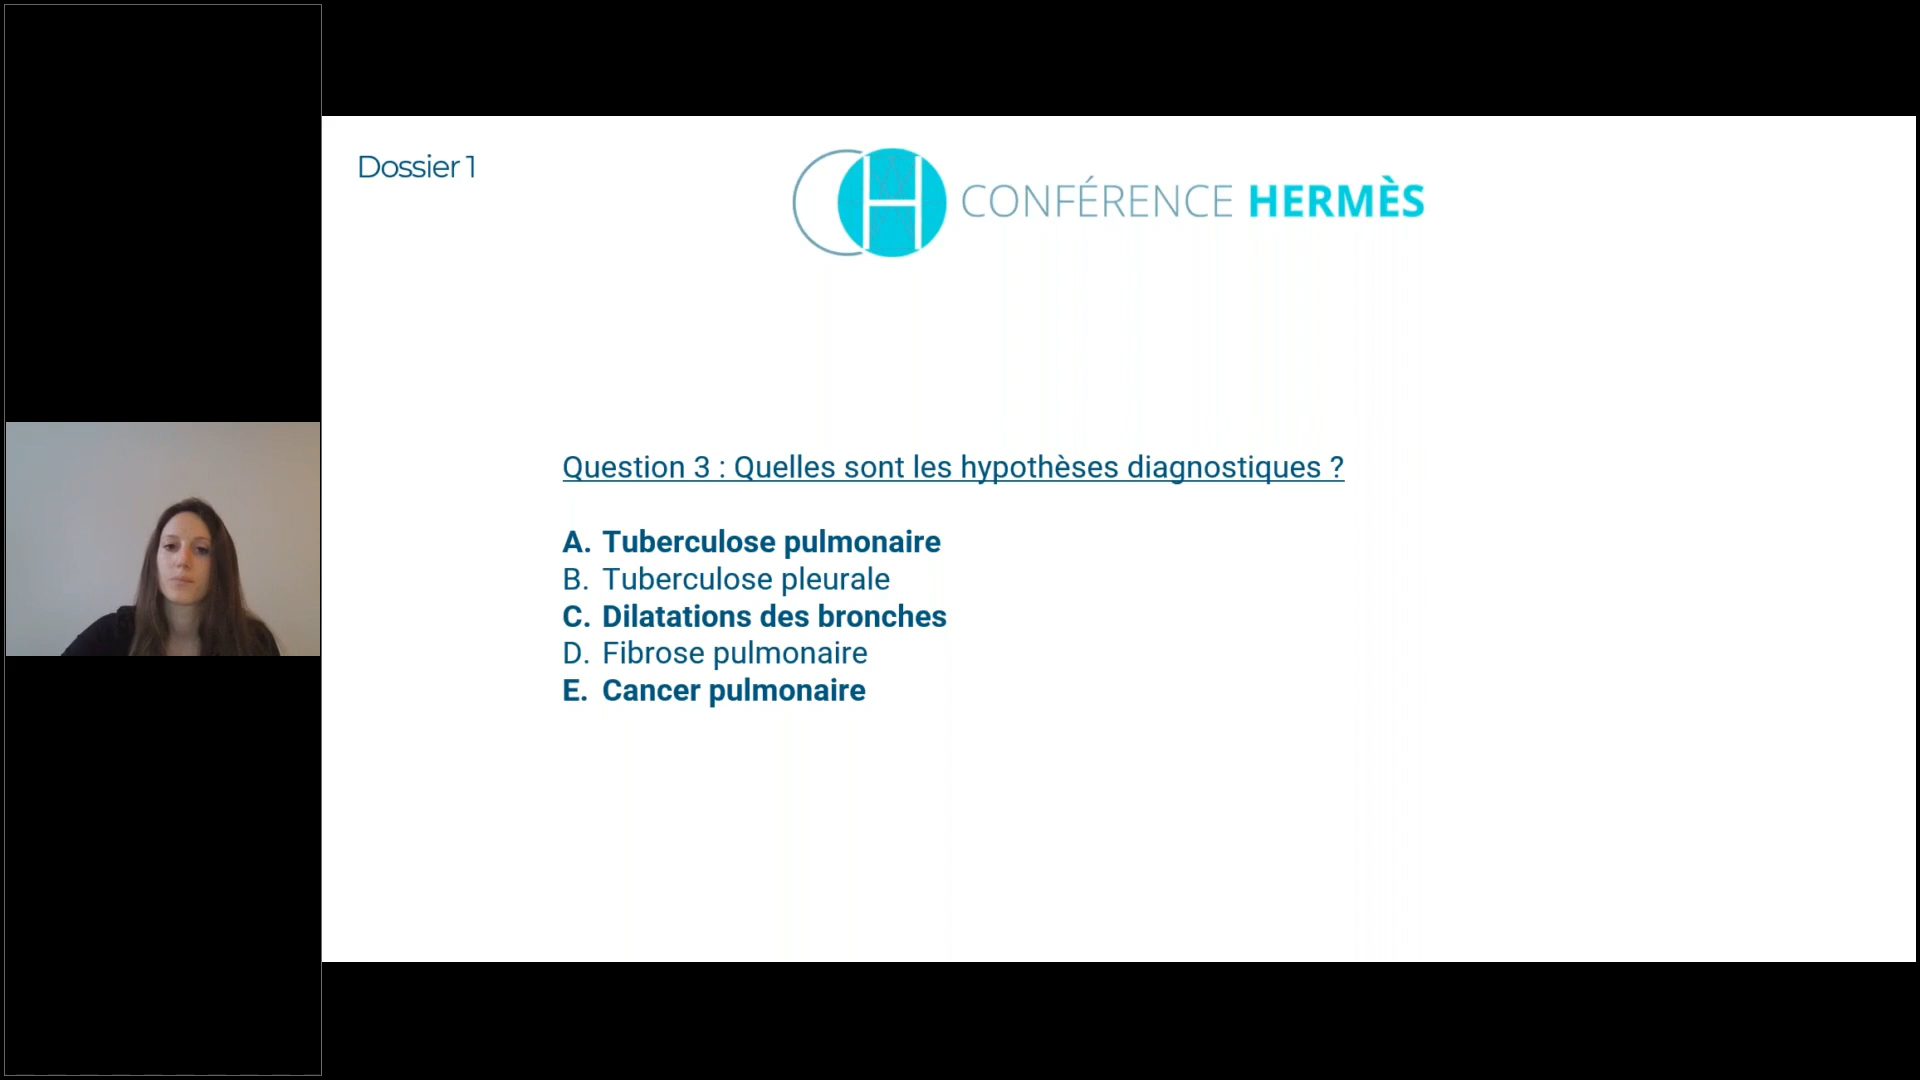 Dossier 1
CH CONFÉRENCE HERMÈS
Question 3 : Quelles sont les hypothèses diagnostiques ?
A. Tuberculose pulmonaire
B. Tuberculose pleurale
C. Dilatations des bronches
D. Fibrose pulmonaire
E. Cancer pulmonaire